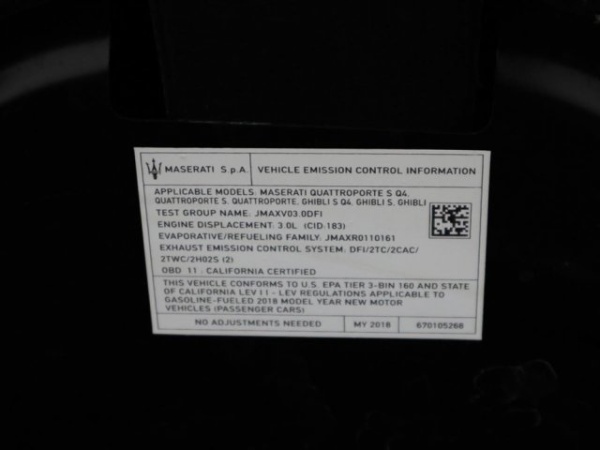 MASERATI S.p.A. VEHICLE EMISSION CONTROL INFORMATION
APPLICABLE MODELS: MASERATI QUATTROPORTE S Q4,
QUATTROPORTE S, QUATTROPORTE, GHIBLI S Q4, GHIBLI S, GHIBLI
TEST GROUP NAME: JMAXV03.0DFI
ENGINE DISPLACEMENT: 3.0L (CID-183)
EVAPORATIVE/REFUELING FAMILY: JMAXR0110161
EXHAUST EMISSION CONTROL SYSTEM: DFI/2TC/2CAC/
2TWC/2HO2S (2)
OBD 11 - CALIFORNIA CERTIFIED
THIS VEHICLE CONFORMS TO U.S. EPA TIER 3-BIN 160 AND STATE
OF CALIFORNIA LEV II - LEV REGULATIONS APPLICABLE TO
GASOLINE-FUELED 2018 MODEL YEAR NEW MOTOR
VEHICLES (PASSENGER CARS)
NO ADJUSTMENTS NEEDED MY 2018 670105268